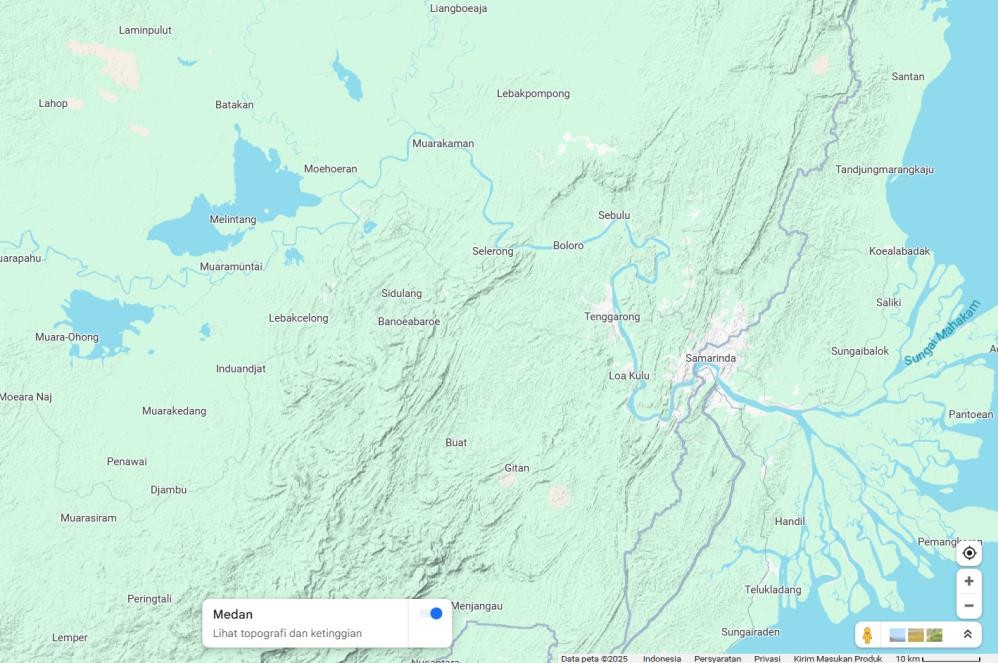 Liangboeaja
Laminpulut
Santan
Lebakpompong
Lahop
Batakan
Muarakaman
Moehoeran
Tandjungmarangkaju
Melintang
Sebulu
Boloro
Selerong
Koealabadak
uarapahu
Muaramuntai
Sidulang
Saliki
Sungai Mahakam
Lebakcelong
Banoeabaroe
Tenggarong
Muara-Ohong
Sungaibalok
Samarinda
Induandjat
Loa Kulu
Moeara Naj
Muarakedang
Pantoean
Buat
Penawai
Gitan
Djambu
Muarasiram
Handil
Pemangkaran
Telukladang
Peringtali
Menjangau
Medan
Lihat topografi dan ketinggian
Lemper
Sungairaden
Nusantara
Data peta ©2025 Indonesia Persyaratan Privasi Kirim Masukan Produk 10 km